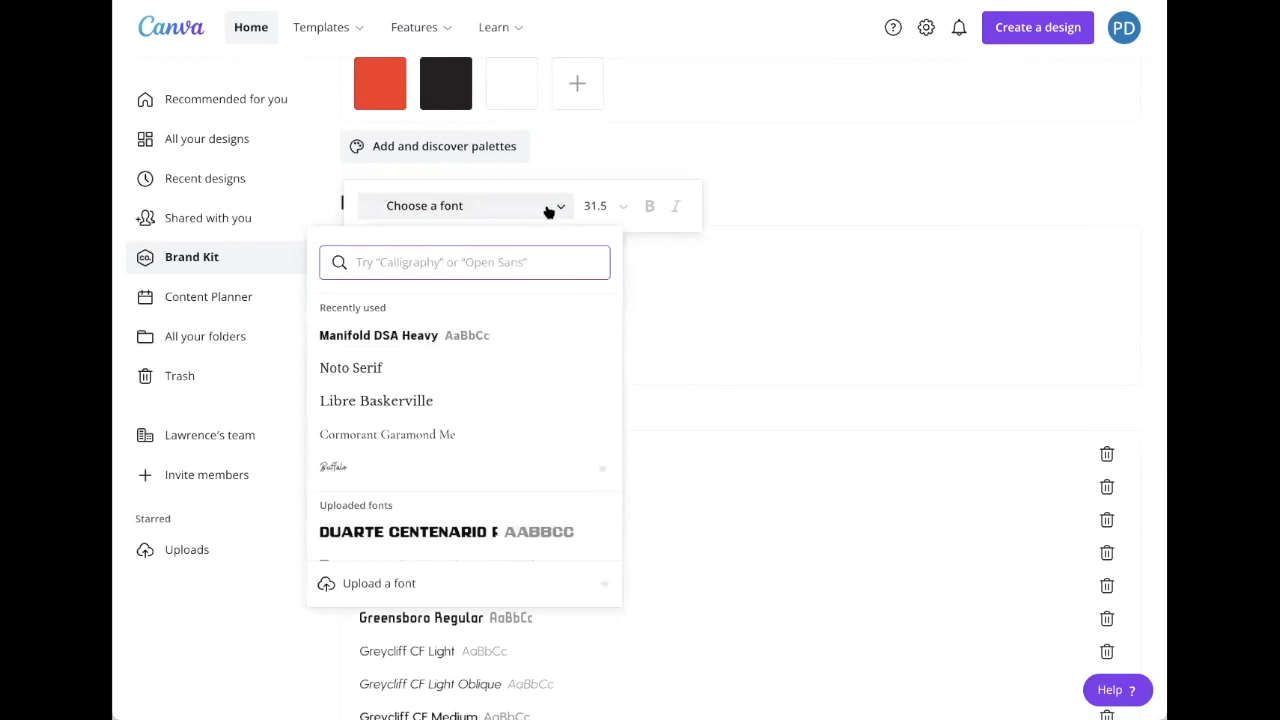 Canva
Home
Templates
Features
Learn
Create a design
PD
Recommended for you
All your designs
Recent designs
Shared with you
CO.
Brand Kit
Content Planner
All your folders
Trash
Lawrence's team
Invite members
Starred
Uploads
Add and discover palettes
Choose a font
31.5
B
I
Try “Calligraphy” or “Open Sans”
Recently used
Manifold DSA Heavy AaBbCc
Noto Serif
Libre Baskerville
Cormorant Garamond Me
Buffalo
Uploaded fonts
DUARTE CENTENARIO AABBCC
Upload a font
Greensboro Regular AaBbCc
Greycliff CF Light AaBbCc
Greycliff CF Light Oblique AaBbCc
Greycliff CF Medium AaBbCc
Help ?